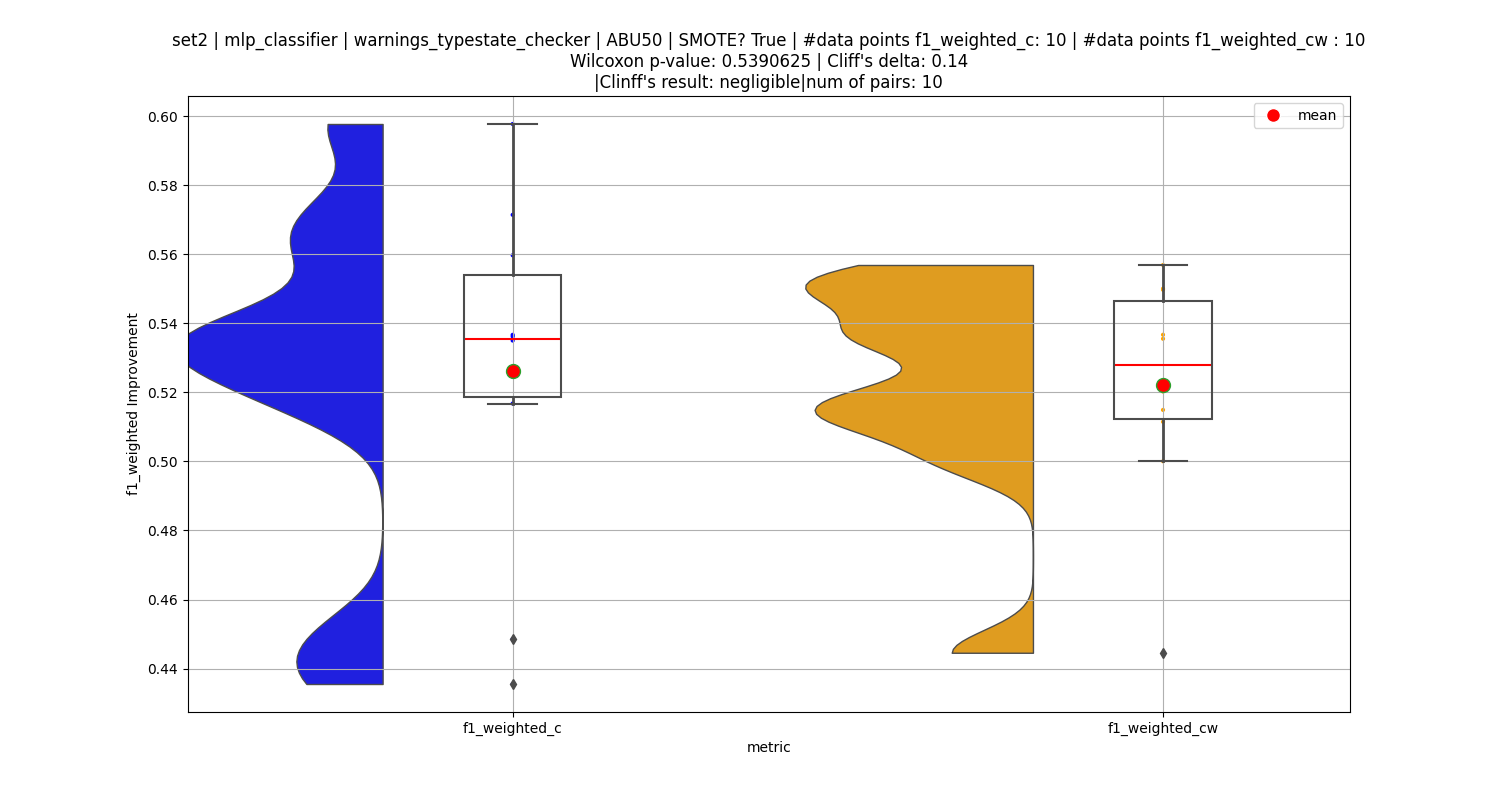 set2 | mlp_classifier | warnings_typestate_checker | ABU50 | SMOTE? True | #data points f1_weighted_c: 10 | #data points f1_weighted_cw : 10
Wilcoxon p-value: 0.5390625 | Cliff's delta: 0.14
|Clinff's result: negligible|num of pairs: 10
mean
0.60
0.58
0.56
0.54
0.52
0.50
0.48
0.46
0.44
f1_weighted Improvement
f1_weighted_c
f1_weighted_cw
metric